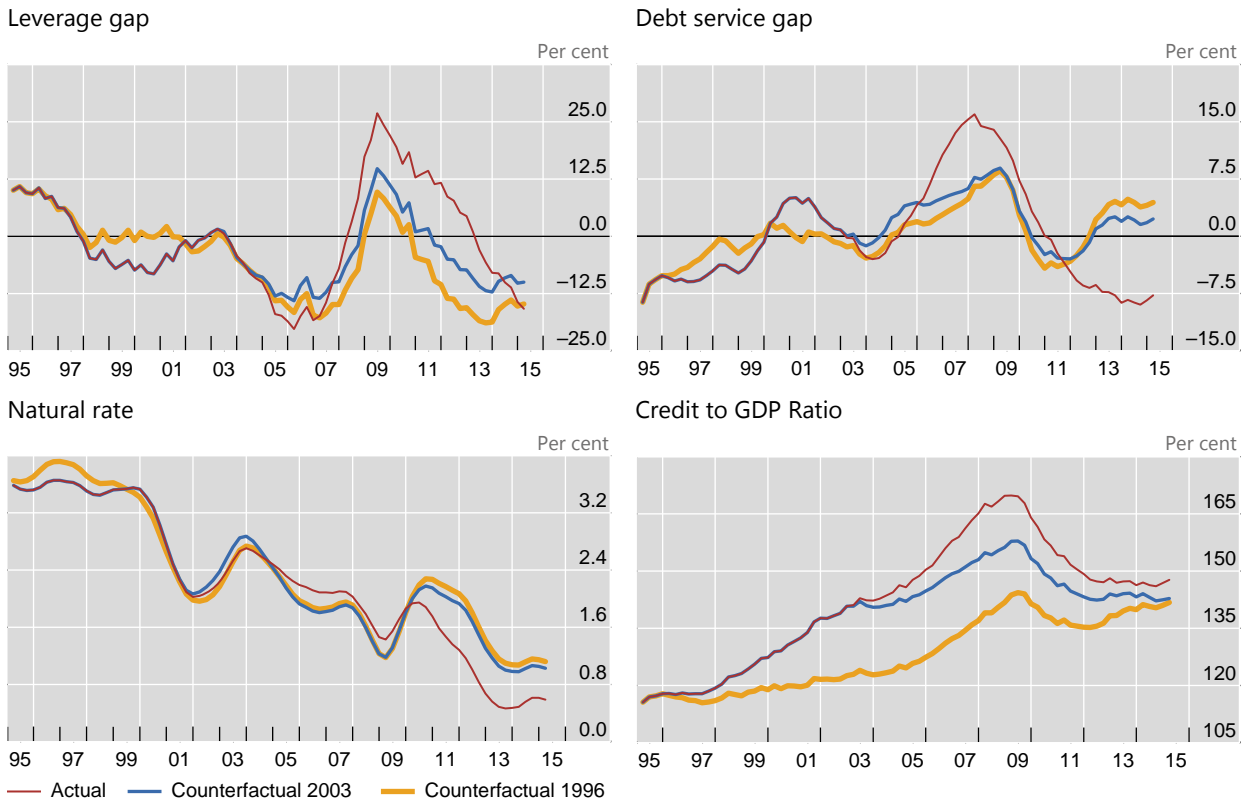 Leverage gap
Per cent
25.0
12.5
0.0
–12.5
–25.0
95 97 99 01 03 05 07 09 11 13 15
Debt service gap
Per cent
15.0
7.5
0.0
–7.5
–15.0
95 97 99 01 03 05 07 09 11 13 15
Natural rate
Per cent
3.2
2.4
1.6
0.8
0.0
95 97 99 01 03 05 07 09 11 13 15
Credit to GDP Ratio
Per cent
165
150
135
120
105
95 97 99 01 03 05 07 09 11 13 15
Actual Counterfactual 2003 Counterfactual 1996